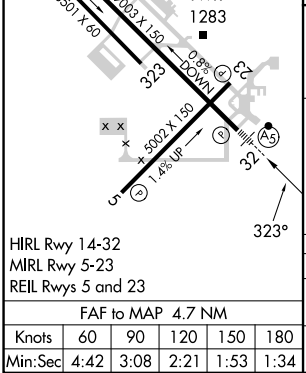 1283
5501 X 60
7003 X 150
0.8%
DOWN
323
23
P
5002 X 150
P
A5
x x
x
x
1.4% UP
32
5
P
323°
HIRL Rwy 14-32
MIRL Rwy 5-23
REIL Rwys 5 and 23
FAF to MAP 4.7 NM
Knots 60 90 120 150 180
Min:Sec 4:42 3:08 2:21 1:53 1:34